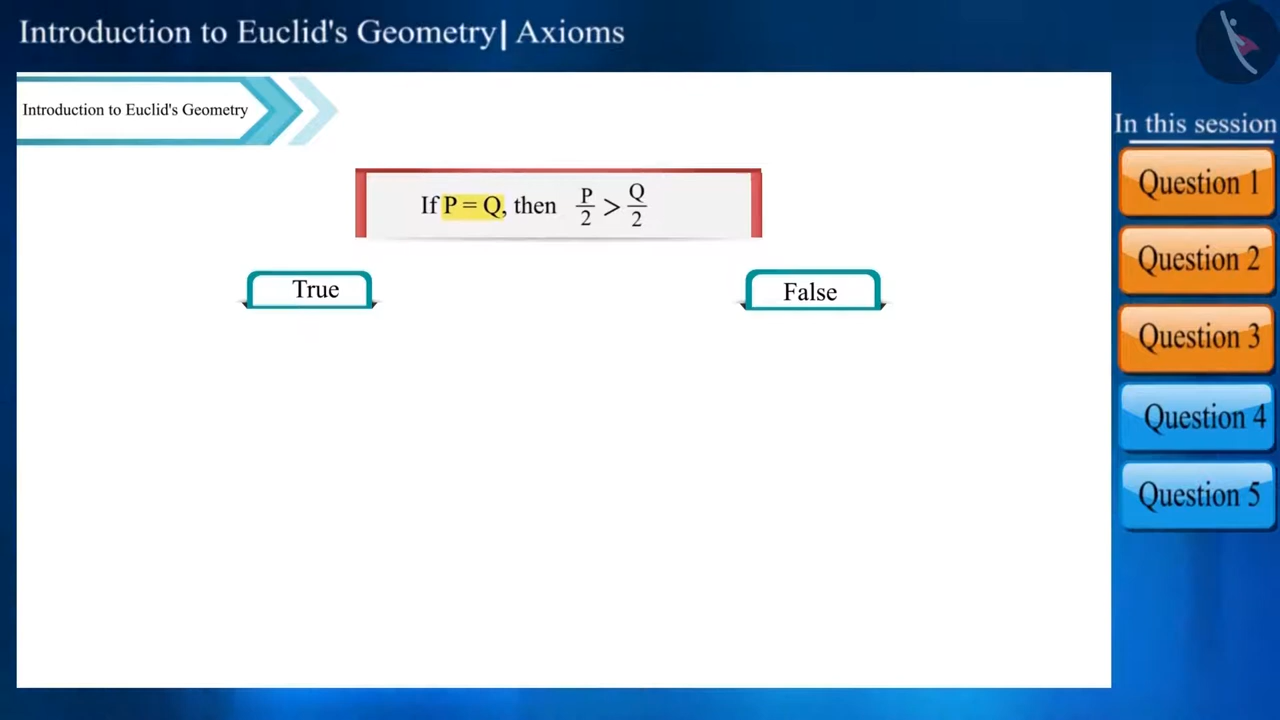 Introduction to Euclid's Geometry| Axioms
Introduction to Euclid's Geometry
In this session
If P = Q, then P/2 > Q/2
True
False
Question 1
Question 2
Question 3
Question 4
Question 5